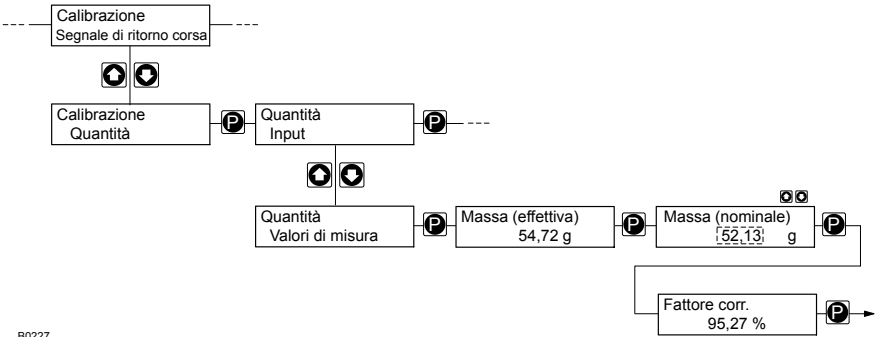 Calibrazione
Segnale di ritorno corsa
Calibrazione
Quantità
P
Quantità
Input
P
Quantità
Valori di misura
P
Massa (effettiva)
54,72 g
P
Massa (nominale)
52,13 g
P
Fattore corr.
95,27 %
P
B0227